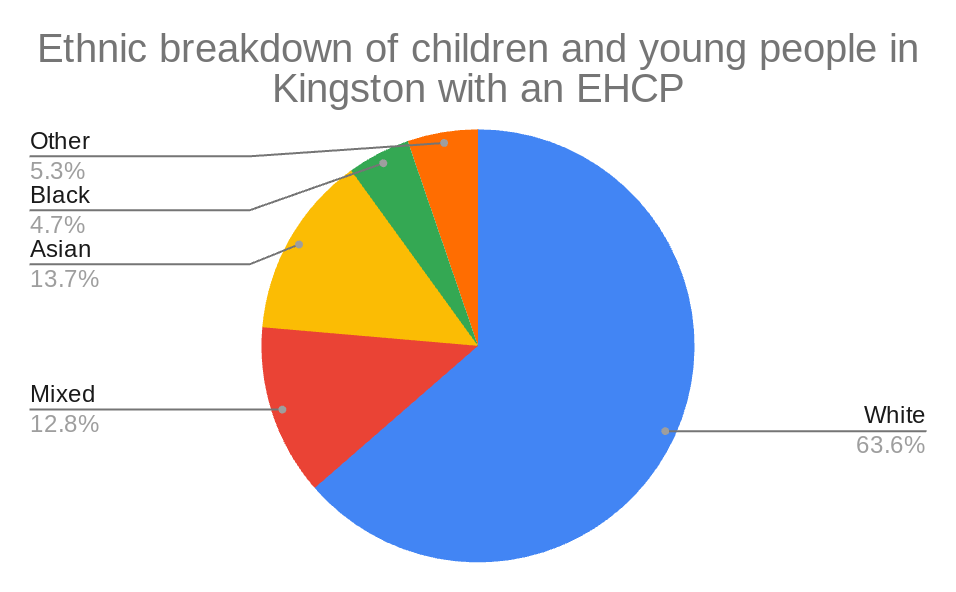 Ethnic breakdown of children and young people in
Kingston with an EHCP
Other
5.3%
Black
4.7%
Asian
13.7%
Mixed
12.8%
White
63.6%